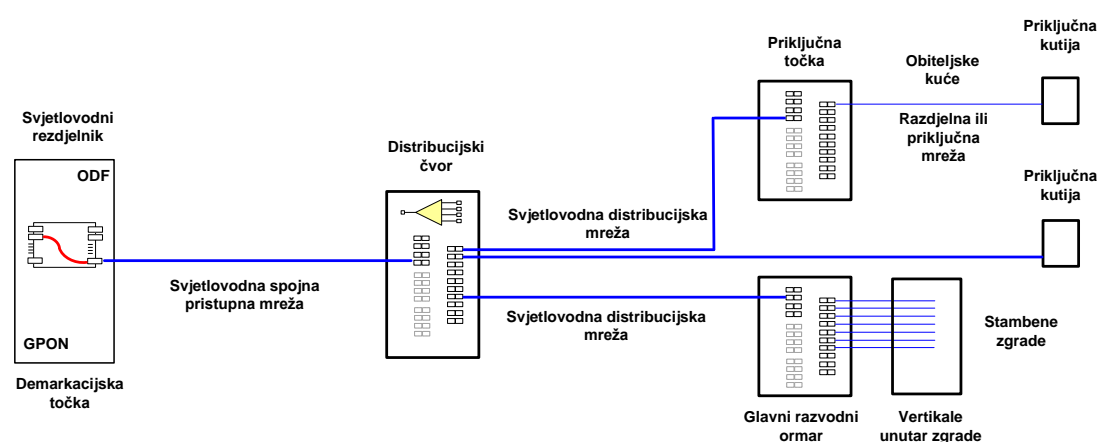 Svjetlovodni
rezdjelnik
ODF
GPON
Demarkacijska
točka
Svjetlovodna spojna
pristupna mreža
Distribucijski
čvor
Svjetlovodna distribucijska
mreža
Svjetlovodna distribucijska
mreža
Priključna
točka
Obiteljske
kuće
Razdjelna ili
priključna
mreža
Priključna
kutija
Priključna
kutija
Stambene
zgrade
Glavni razvodni
ormar
Vertikale
unutar zgrade